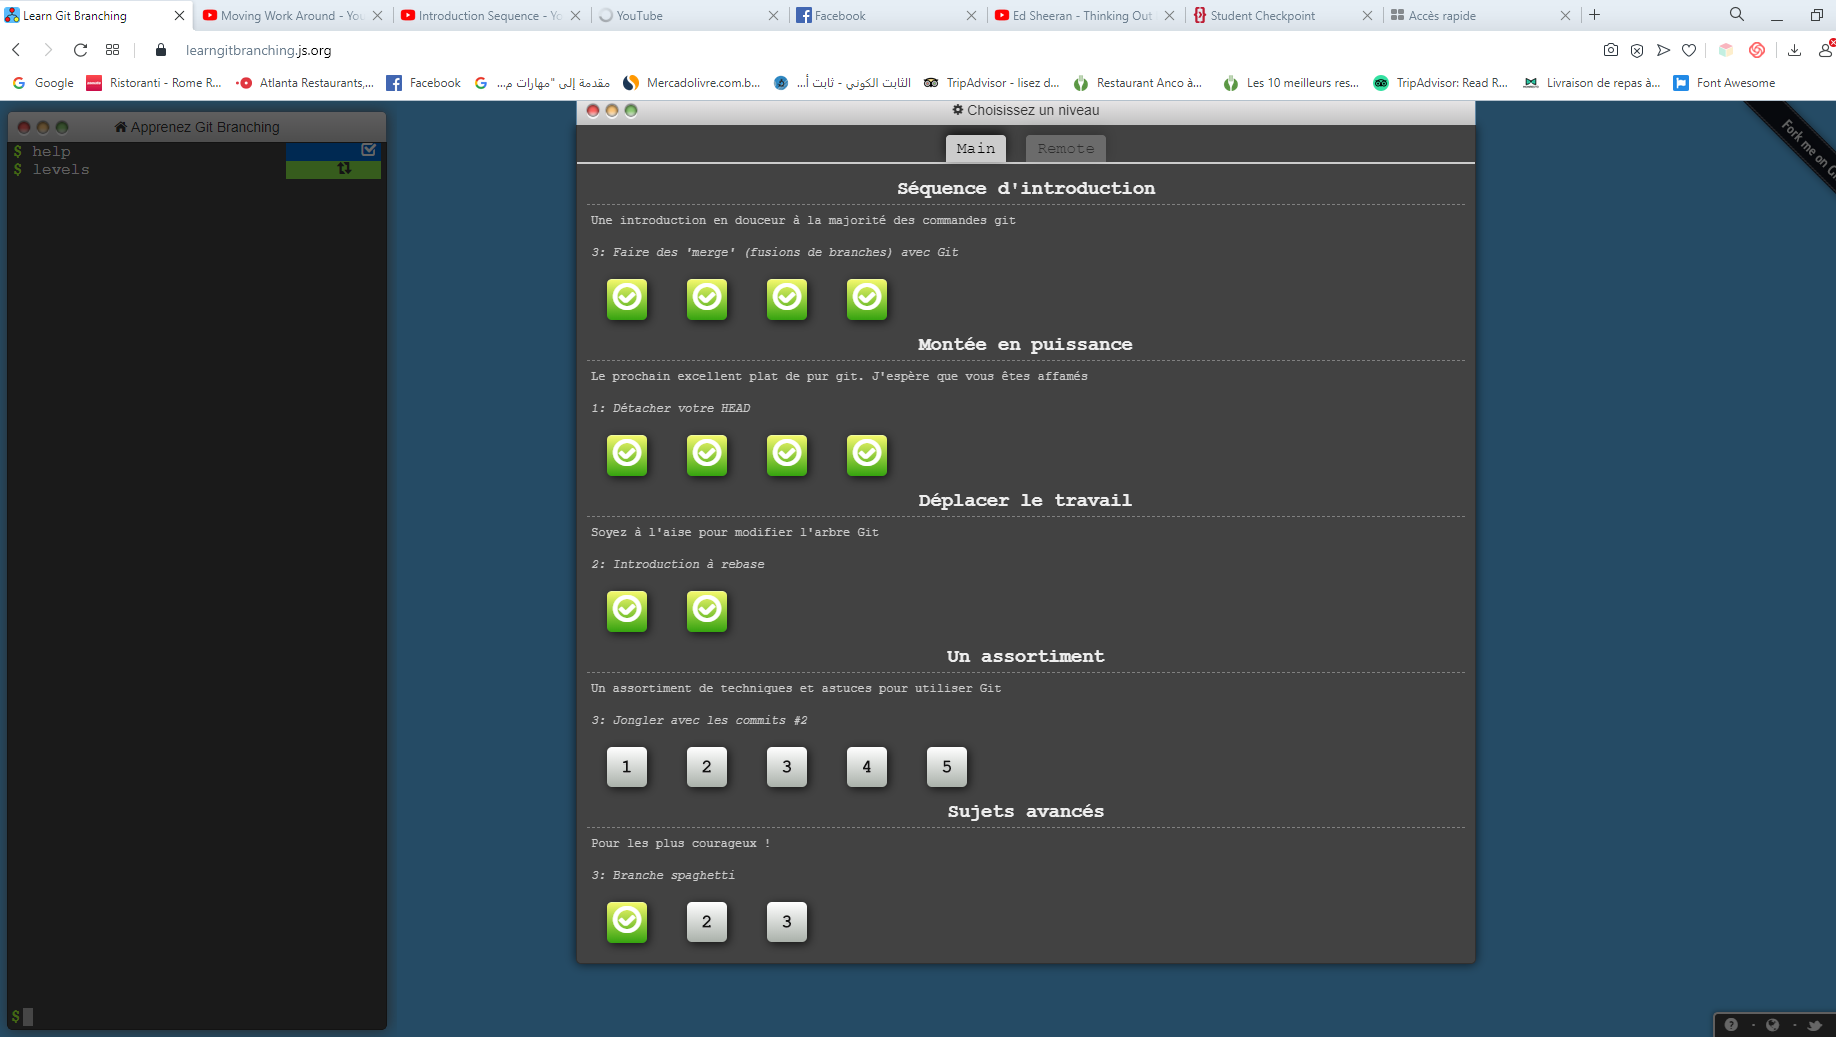 Learn Git Branching
Moving Work Around - You
Introduction Sequence - Yo
YouTube
Facebook
Ed Sheeran - Thinking Out
Student Checkpoint
Accès rapide
learngitbranching.js.org
Google
Ristoranti - Rome R...
Atlanta Restaurants,...
Facebook
مقدمة إلى "مهارات م...
Mercadolivre.com.b...
الثابت الكوني - ثابت أ...
TripAdvisor - lisez d...
Restaurant Anco à...
Les 10 meilleurs res...
TripAdvisor: Read R...
Livraison de repas à...
Font Awesome
Apprenez Git Branching
$ help
$ levels
$
Choisissez un niveau
Main
Remote
Séquence d'introduction
Une introduction en douceur à la majorité des commandes git
3: Faire des 'merge' (fusions de branches) avec Git
Montée en puissance
Le prochain excellent plat de pur git. J'espère que vous êtes affamés
1: Détacher votre HEAD
Déplacer le travail
Soyez à l'aise pour modifier l'arbre Git
2: Introduction à rebase
Un assortiment
Un assortiment de techniques et astuces pour utiliser Git
3: Jongler avec les commits #2
1 2 3 4 5
Sujets avancés
Pour les plus courageux !
3: Branche spaghetti
2 3
Fork me on Gi